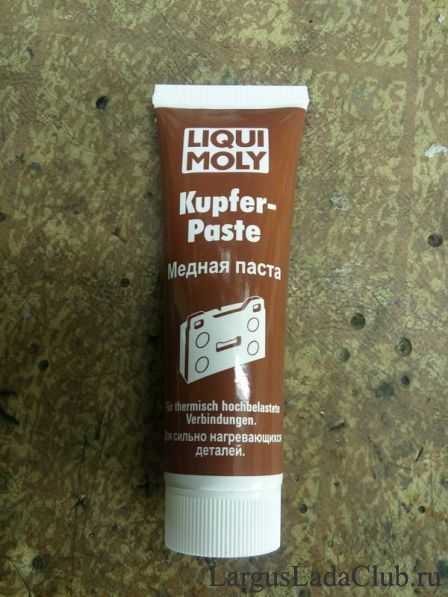 LIQUI
MOLY
Kupfer-
Paste
Медная паста
Für thermisch hochbelastete
Verbindungen.
Для сильно нагревающихся
деталей.
LargusLadaClub.ru